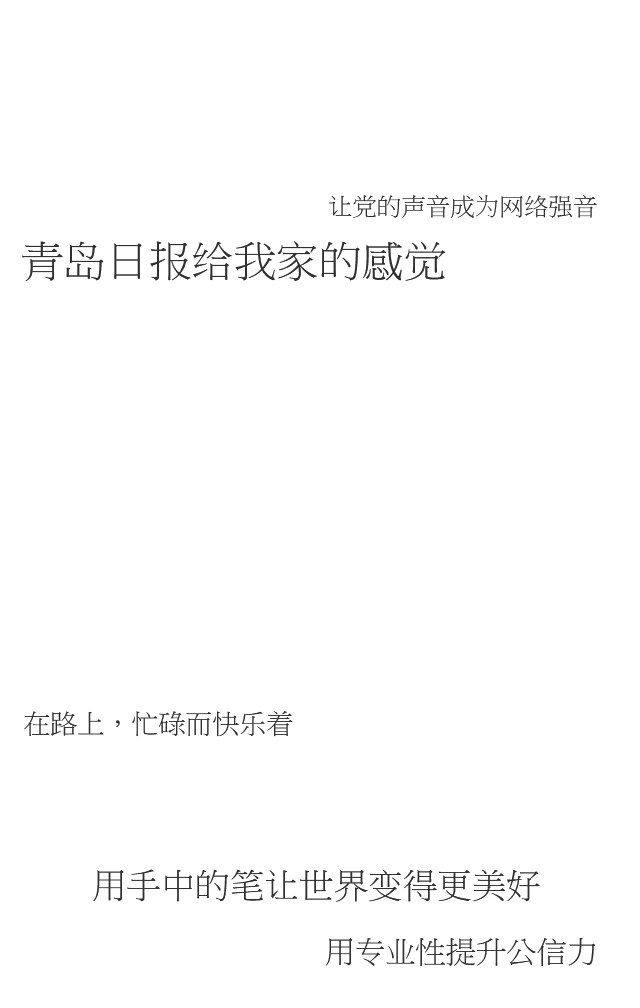 让党的声音成为网络强音
青岛日报给我家的感觉
在路上，忙碌而快乐着
用手中的笔让世界变得更美好
用专业性提升公信力